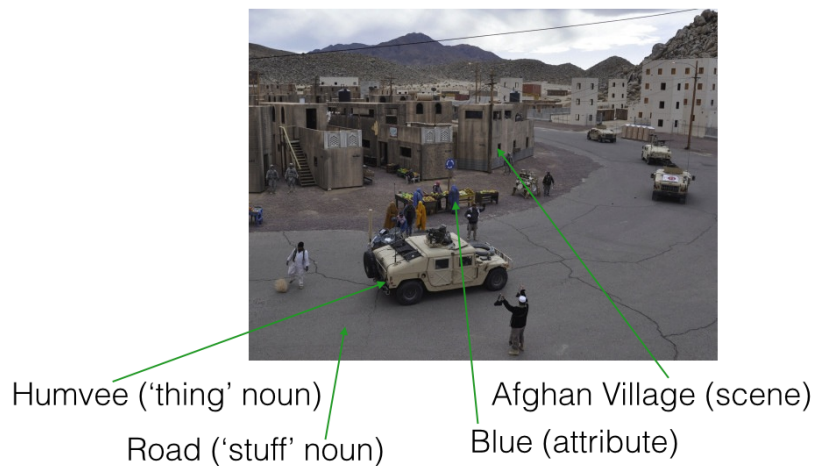 Humvee (‘thing’ noun)
Afghan Village (scene)
Road (‘stuff’ noun)
Blue (attribute)